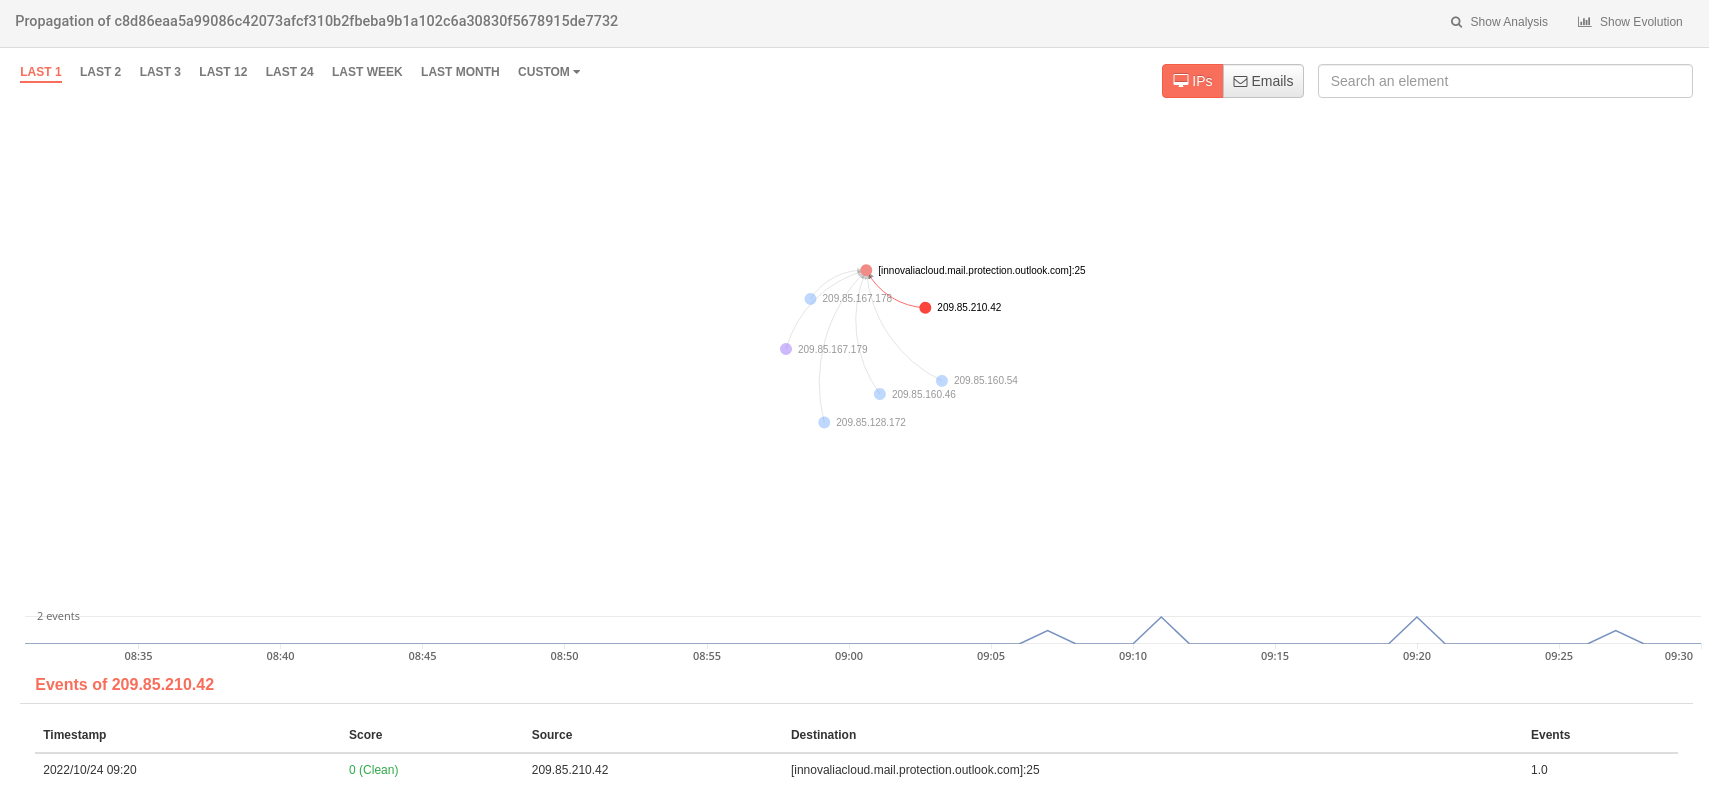 Propagation of c8d86eaa5a99086c42073afcf310b2fbeba9b1a102c6a30830f5678915de7732
Show Analysis
Show Evolution
LAST 1 LAST 2 LAST 3 LAST 12 LAST 24 LAST WEEK LAST MONTH CUSTOM
IPs Emails Search an element
[innovaliacloud.mail.protection.outlook.com]:25
209.85.167.178
209.85.210.42
209.85.167.179
209.85.160.54
209.85.160.46
209.85.128.172
2 events
08:35 08:40 08:45 08:50 08:55 09:00 09:05 09:10 09:15 09:20 09:25 09:30
Events of 209.85.210.42
Timestamp Score Source Destination Events
2022/10/24 09:20 0 (Clean) 209.85.210.42 [innovaliacloud.mail.protection.outlook.com]:25 1.0